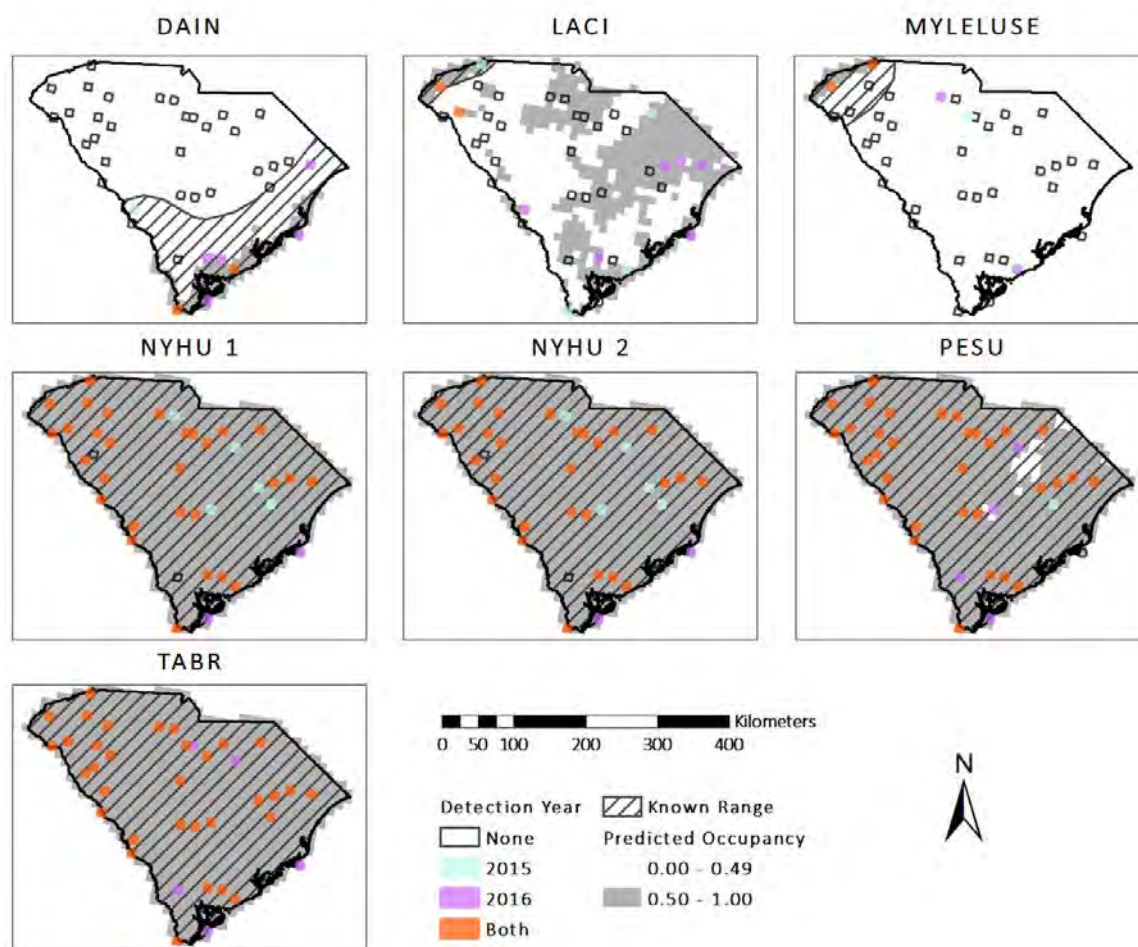 DAIN LACI MYLELUSE
NYHU 1 NYHU 2 PESU
TABR
Kilometers
0 50 100 200 300 400
N
Detection Year Known Range
None Predicted Occupancy
2015 0.00 - 0.49
2016 0.50 - 1.00
Both